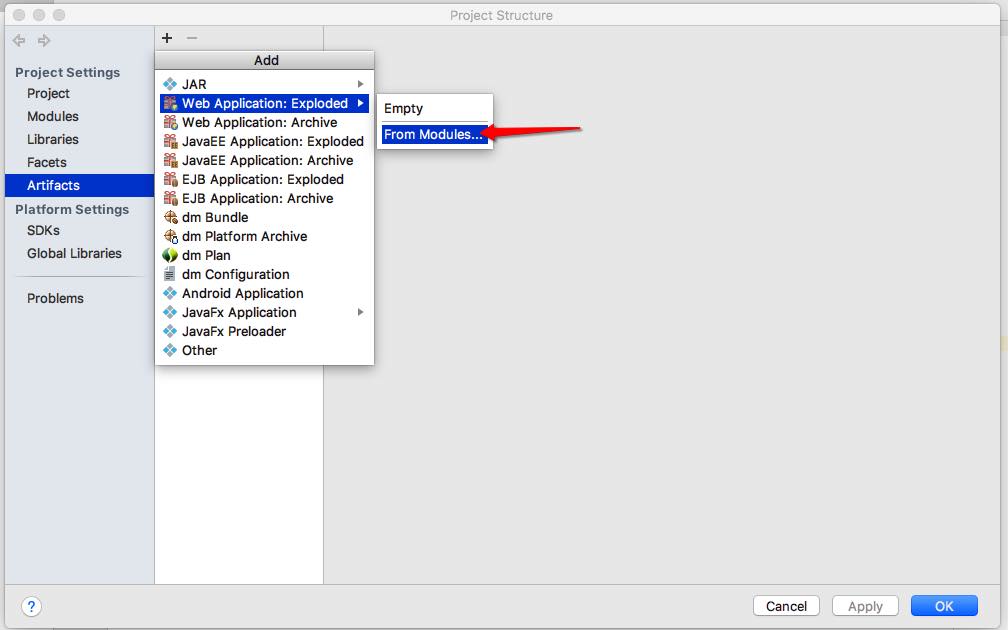 Project Structure
Project Settings
Project
Modules
Libraries
Facets
Artifacts
Platform Settings
SDKs
Global Libraries
Problems
+ −
Add
JAR
Web Application: Exploded
Web Application: Archive
JavaEE Application: Exploded
JavaEE Application: Archive
EJB Application: Exploded
EJB Application: Archive
dm Bundle
dm Platform Archive
dm Plan
dm Configuration
Android Application
JavaFx Application
JavaFx Preloader
Other
Empty
From Modules...
?
Cancel
Apply
OK